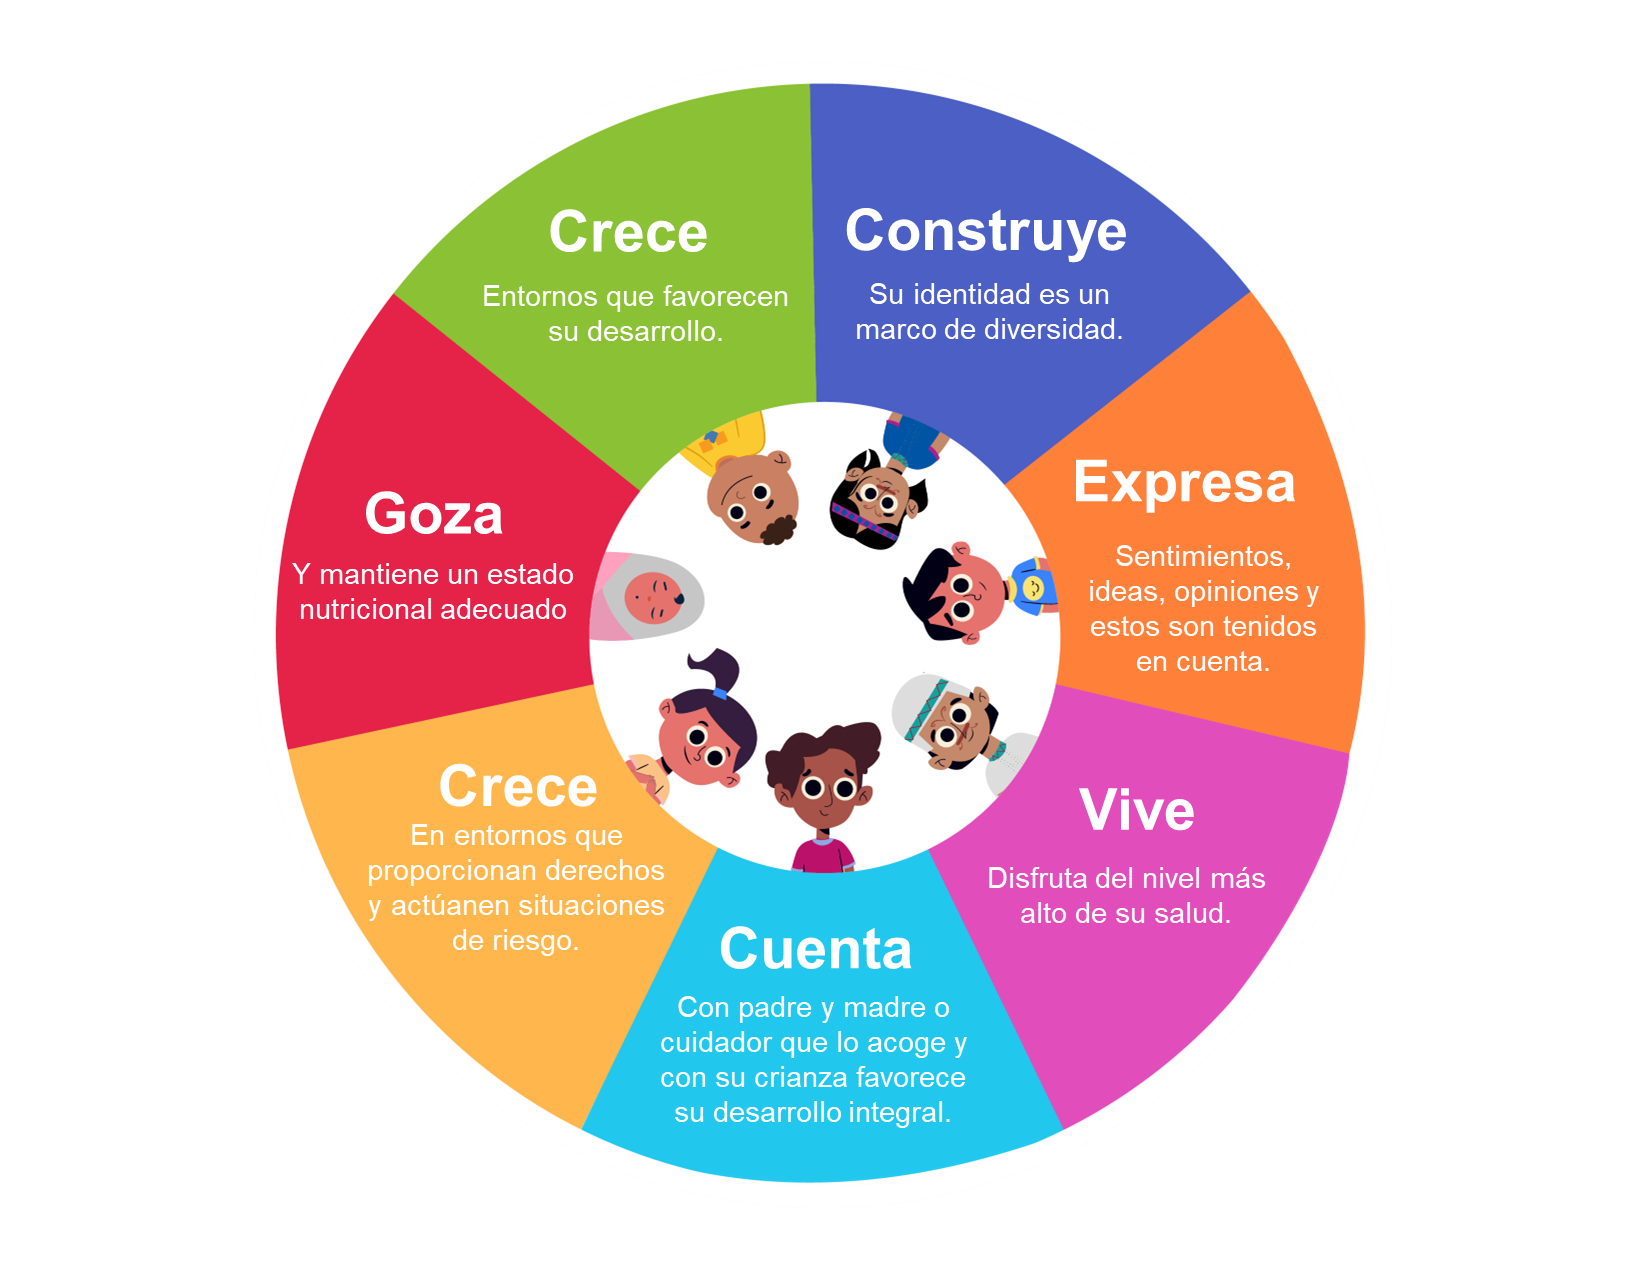 Crece
Entornos que favorecen
su desarrollo.
Construye
Su identidad es un
marco de diversidad.
Expresa
Sentimientos,
ideas, opiniones y
estos son tenidos
en cuenta.
Vive
Disfruta del nivel más
alto de su salud.
Cuenta
Con padre y madre o
cuidador que lo acoge y
con su crianza favorece
su desarrollo integral.
Crece
En entornos que
proporcionan derechos
y actúanen situaciones
de riesgo.
Goza
Y mantiene un estado
nutricional adecuado